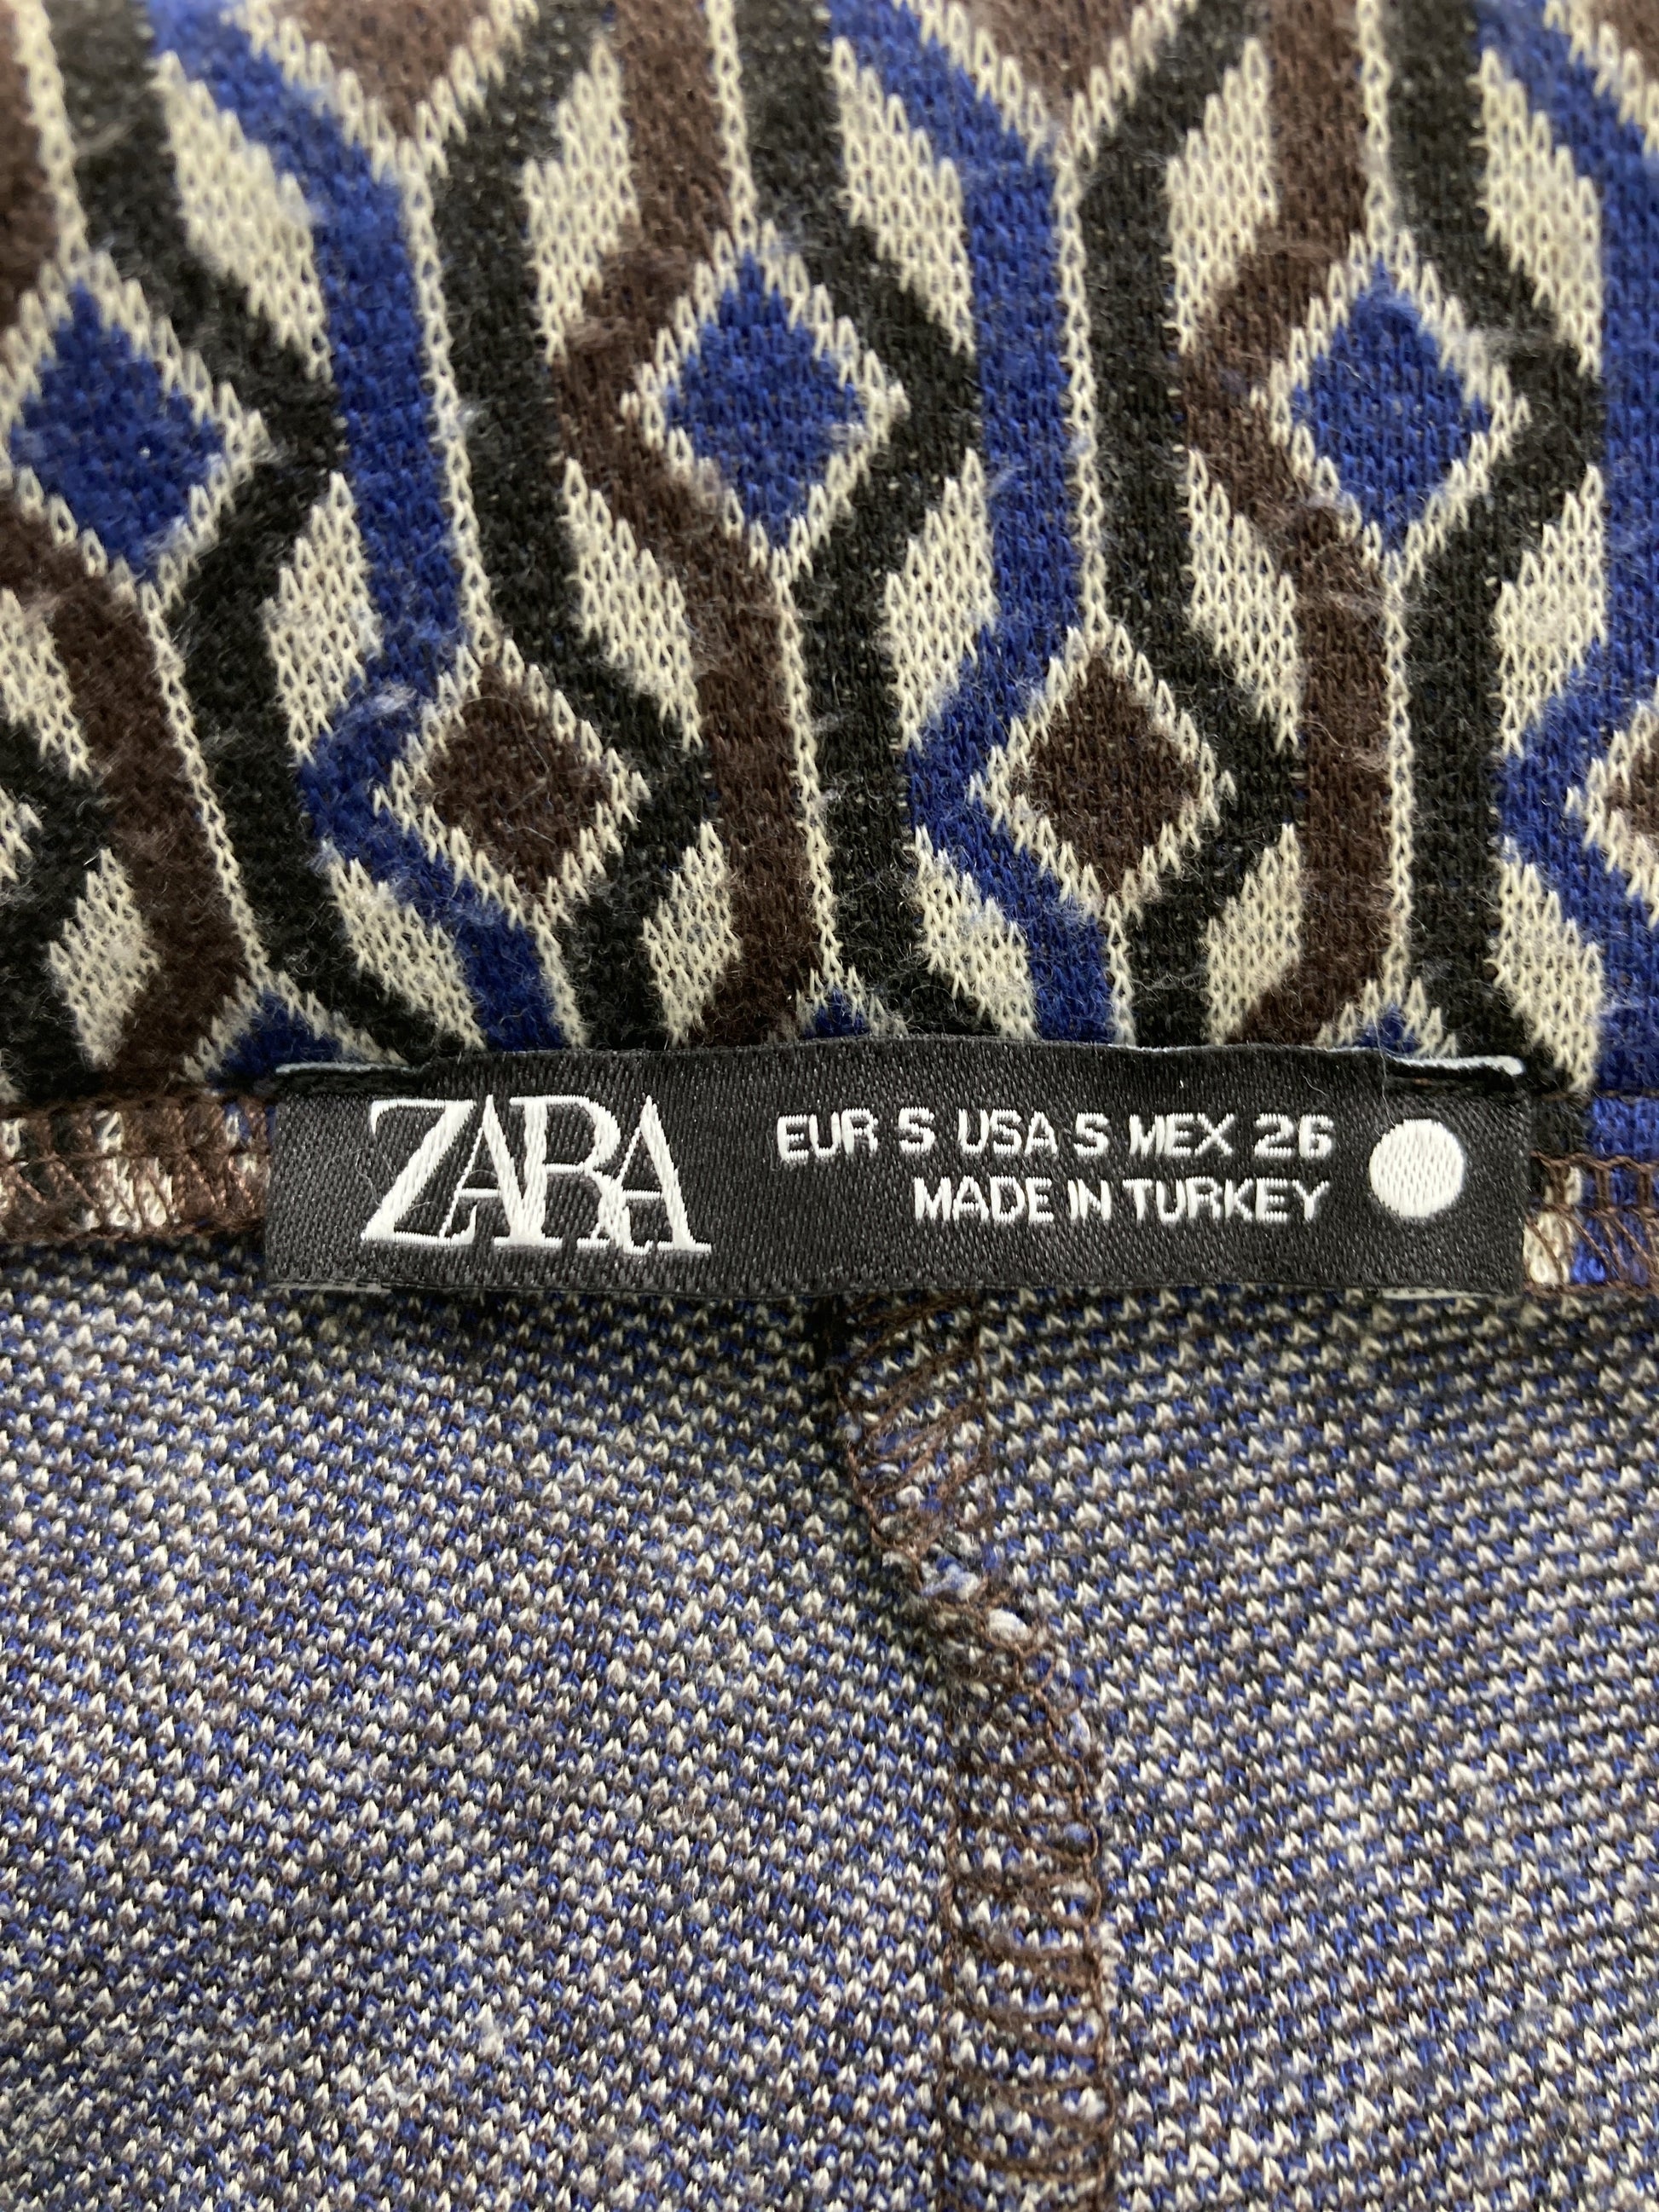 ZARA
EUR S USA S MEX 26
MADE IN TURKEY